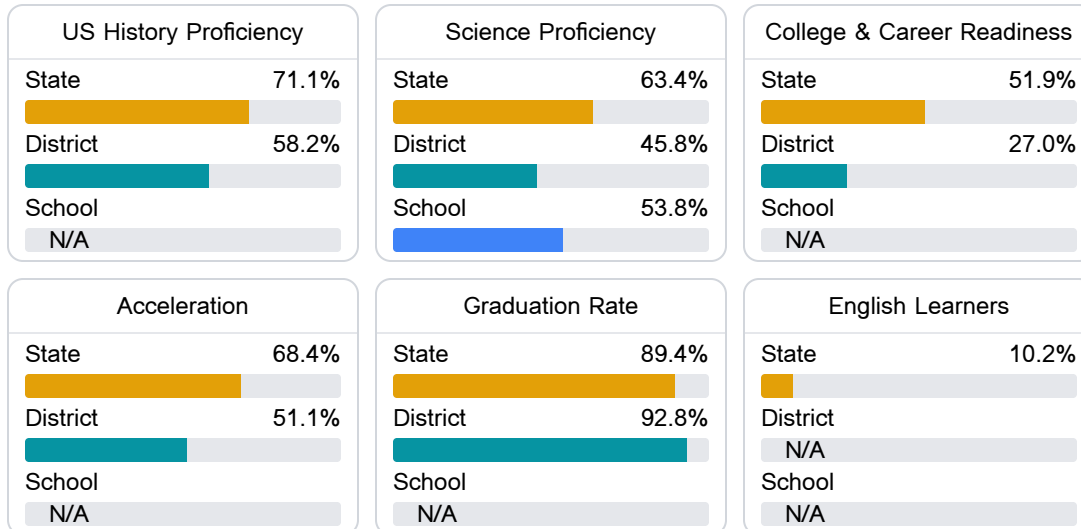 US History Proficiency
State 71.1%
District 58.2%
School
N/A
Science Proficiency
State 63.4%
District 45.8%
School 53.8%
College & Career Readiness
State 51.9%
District 27.0%
School
N/A
Acceleration
State 68.4%
District 51.1%
School
N/A
Graduation Rate
State 89.4%
District 92.8%
School
N/A
English Learners
State 10.2%
District
N/A
School
N/A